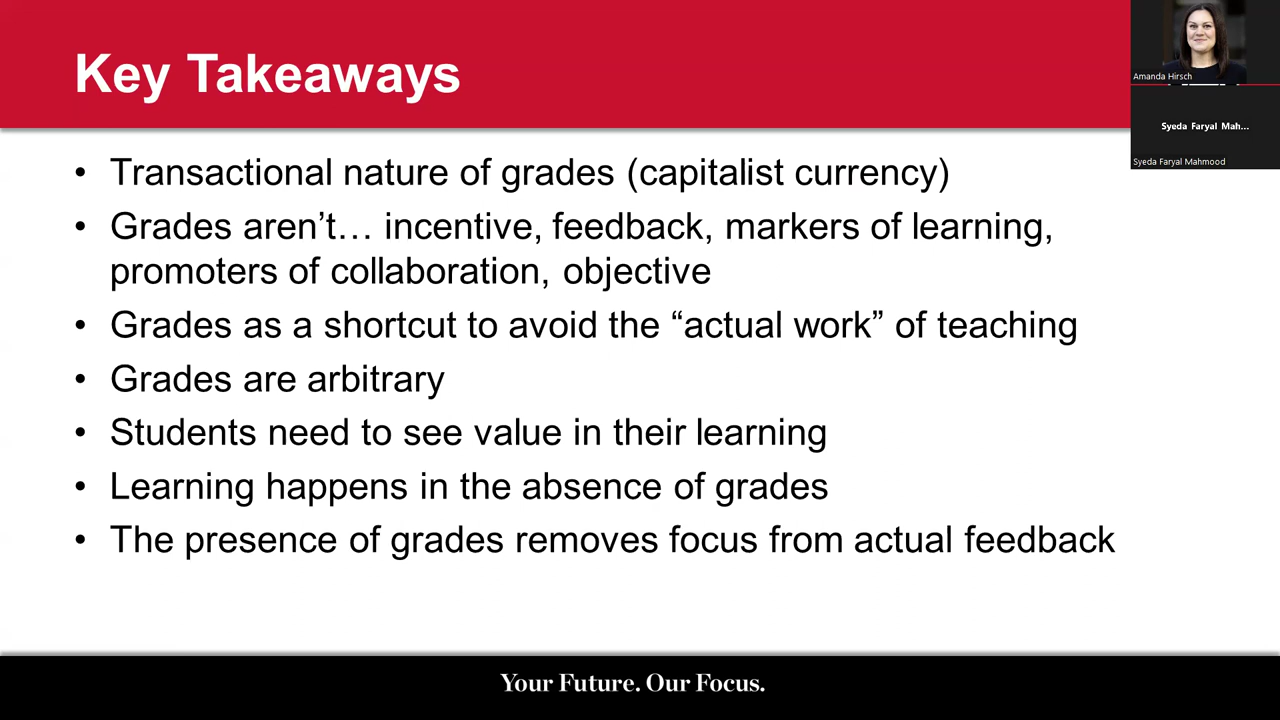 Key Takeaways
Amanda Hirsch
Syeda Faryal Mah...
Syeda Faryal Mahmood
• Transactional nature of grades (capitalist currency)
• Grades aren’t… incentive, feedback, markers of learning,
promoters of collaboration, objective
• Grades as a shortcut to avoid the “actual work” of teaching
• Grades are arbitrary
• Students need to see value in their learning
• Learning happens in the absence of grades
• The presence of grades removes focus from actual feedback
Your Future. Our Focus.